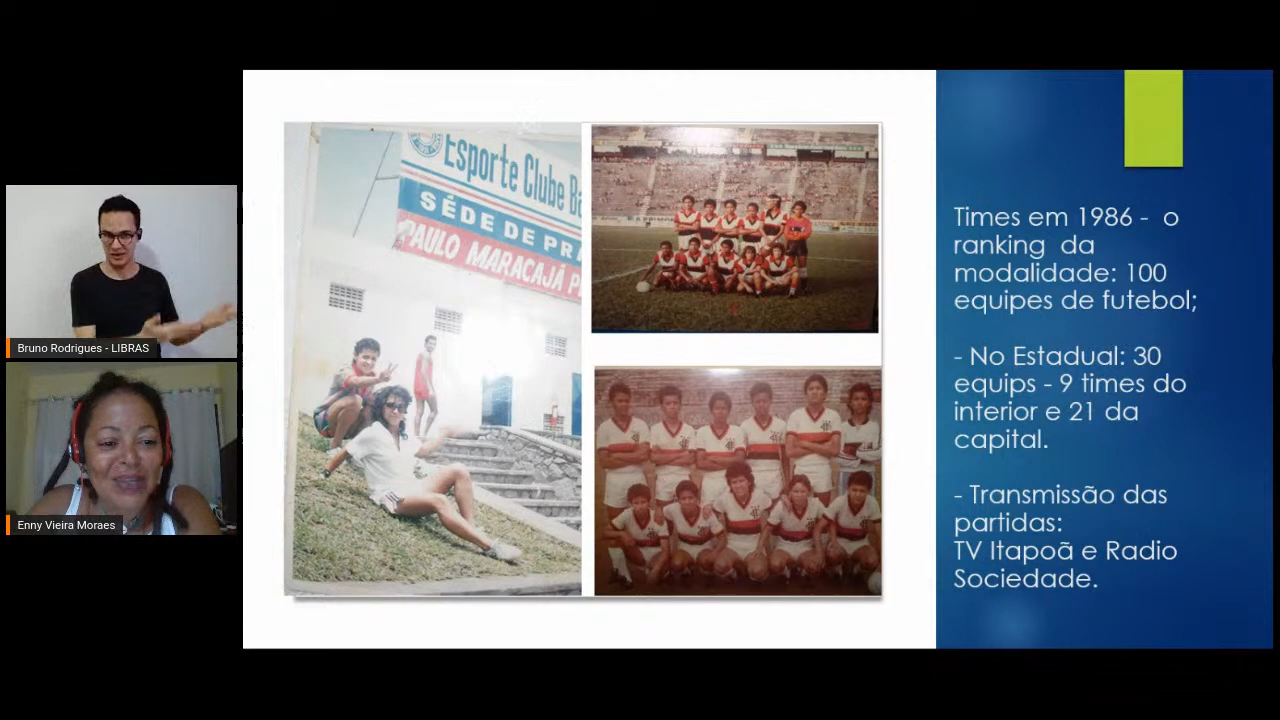 Bruno Rodrigues - LIBRAS
Enny Vieira Moraes
Esporte Clube Ba
SÉDE DE PRA
PAULO MARACAJÁ P
Times em 1986 - o
ranking da
modalidade: 100
equipes de futebol;
- No Estadual: 30
equips - 9 times do
interior e 21 da
capital.
- Transmissão das
partidas:
TV Itapoã e Radio
Sociedade.